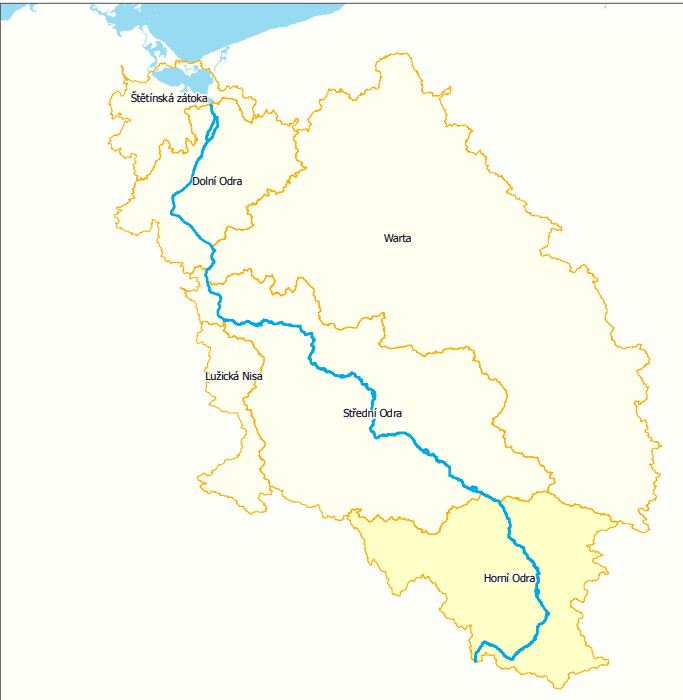 Štětínská zátoka
Dolní Odra
Warta
Lužická Nisa
Střední Odra
Horní Odra